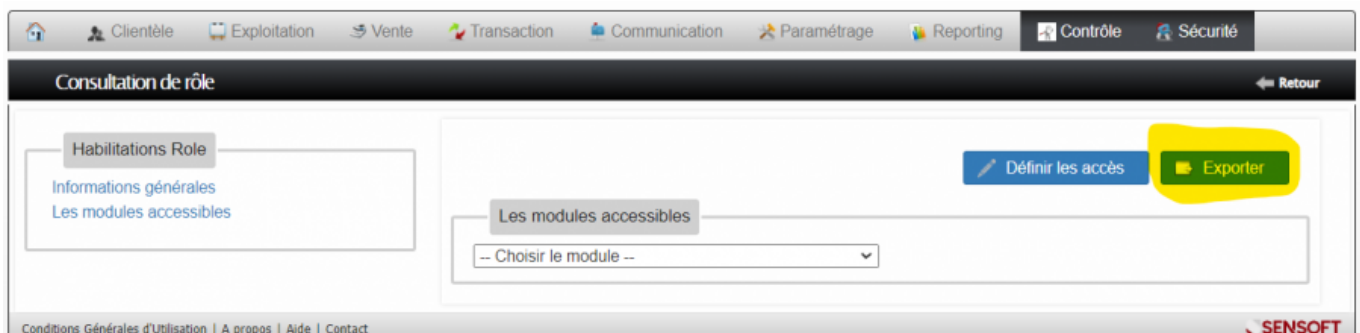 Clientèle Exploitation Vente Transaction Communication Paramétrage Reporting Contrôle Sécurité
Consultation de rôle Retour
Habilitations Role
Informations générales
Les modules accessibles
Définir les accès Exporter
Les modules accessibles
-- Choisir le module --
Conditions Générales d'Utilisation | A propos | Aide | Contact SENSOFT